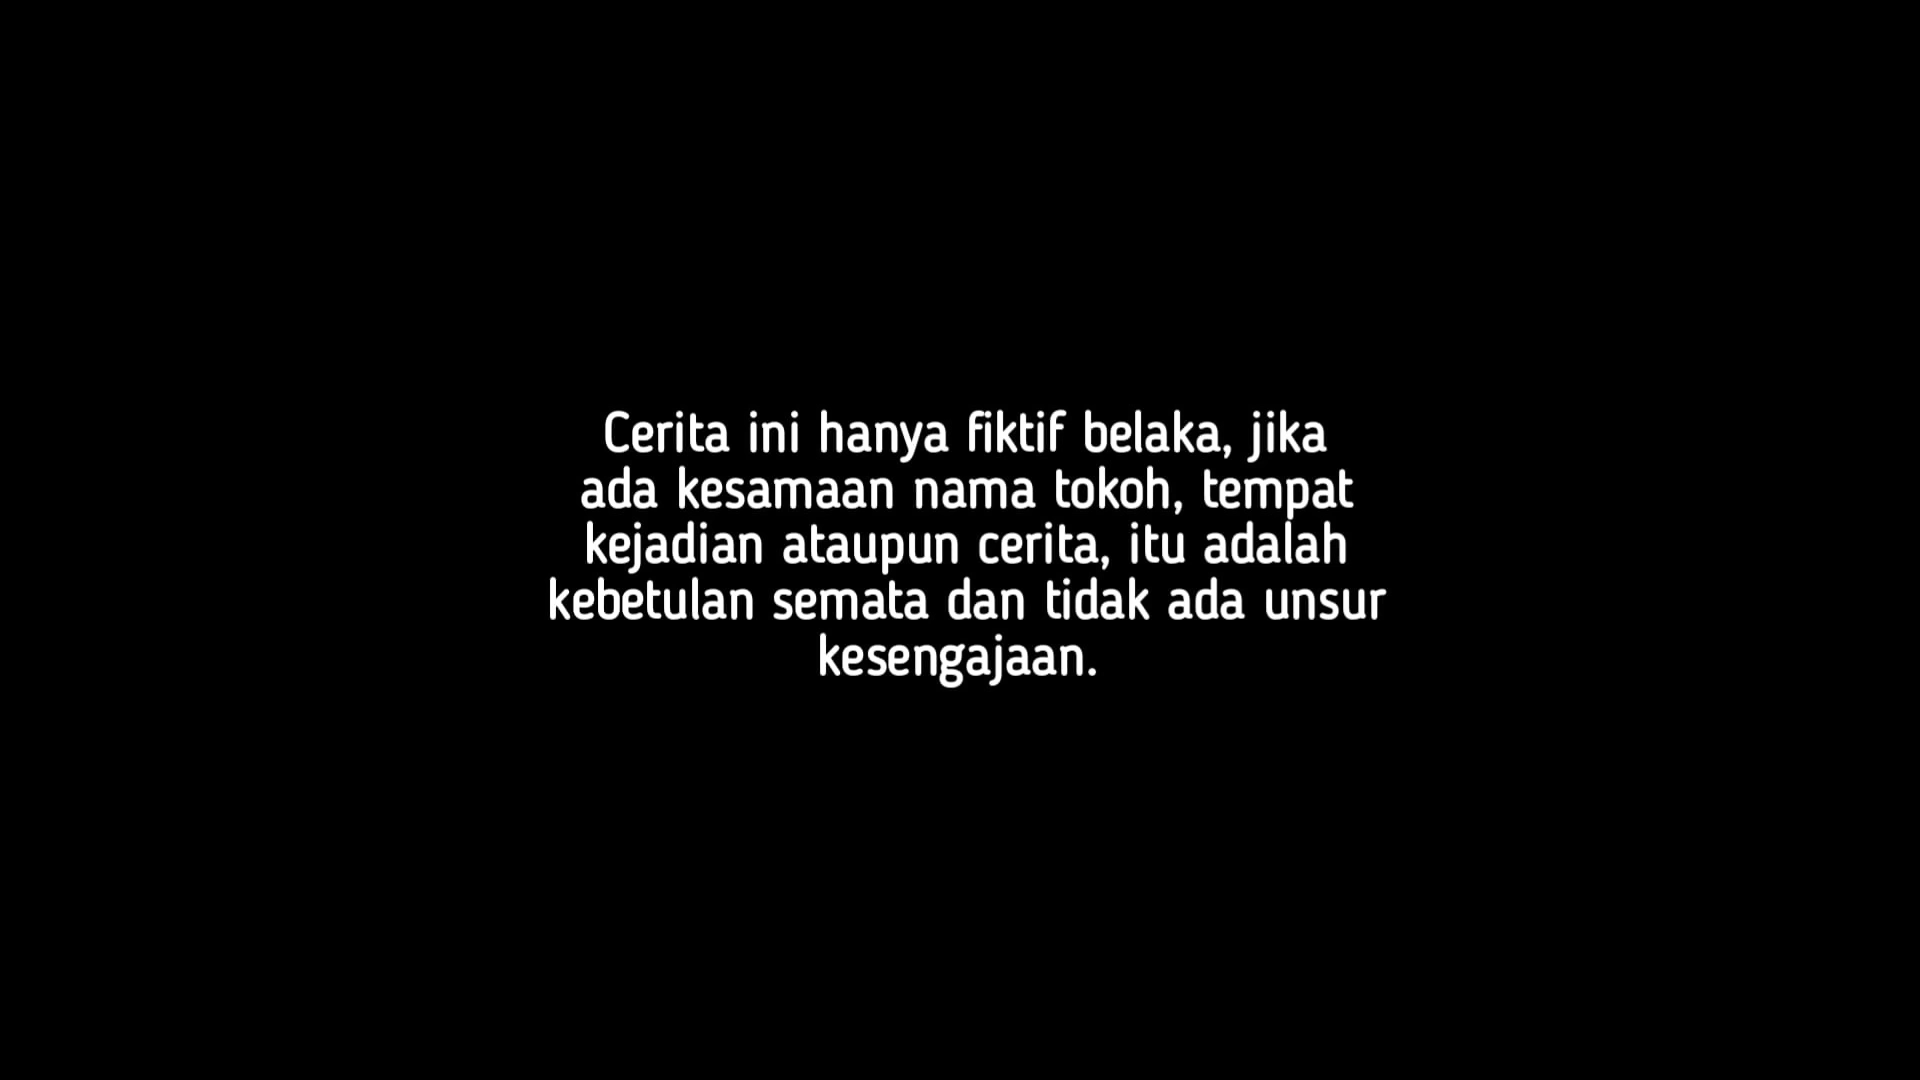 Cerita ini hanya fiktif belaka, jika
ada kesamaan nama tokoh, tempat
kejadian ataupun cerita, itu adalah
kebetulan semata dan tidak ada unsur
kesengajaan.